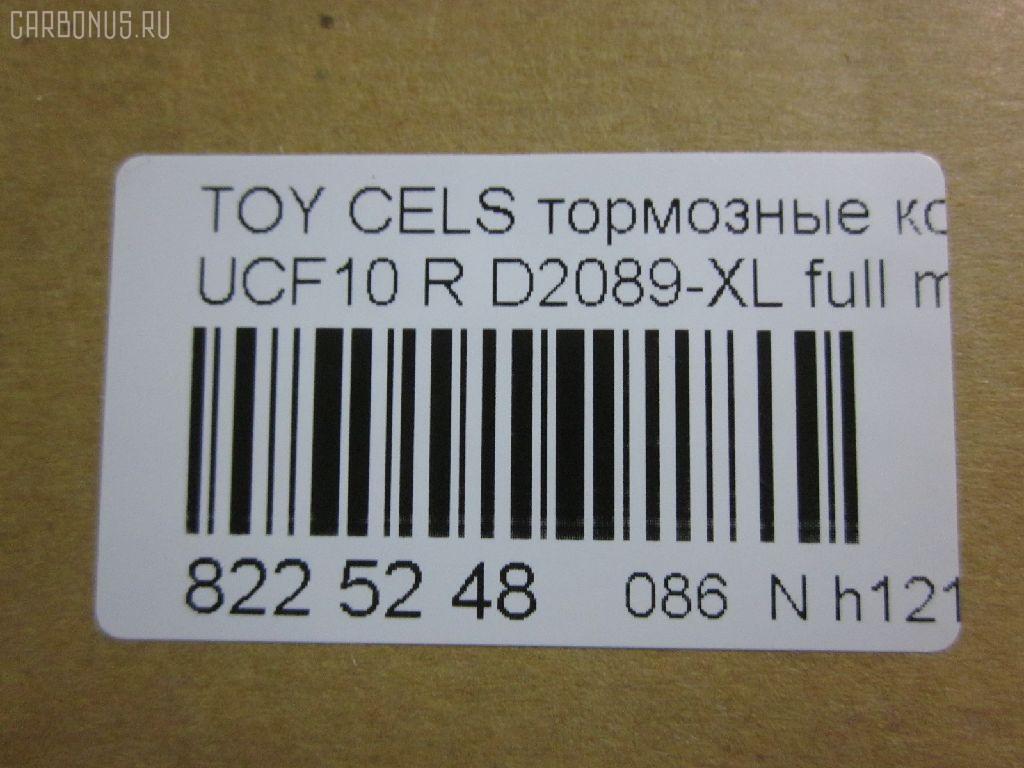 CARBONUS.RU
TOY CELS тормозные ко
UCF10 R D2089-XL full m
822 52 48 086 N h121